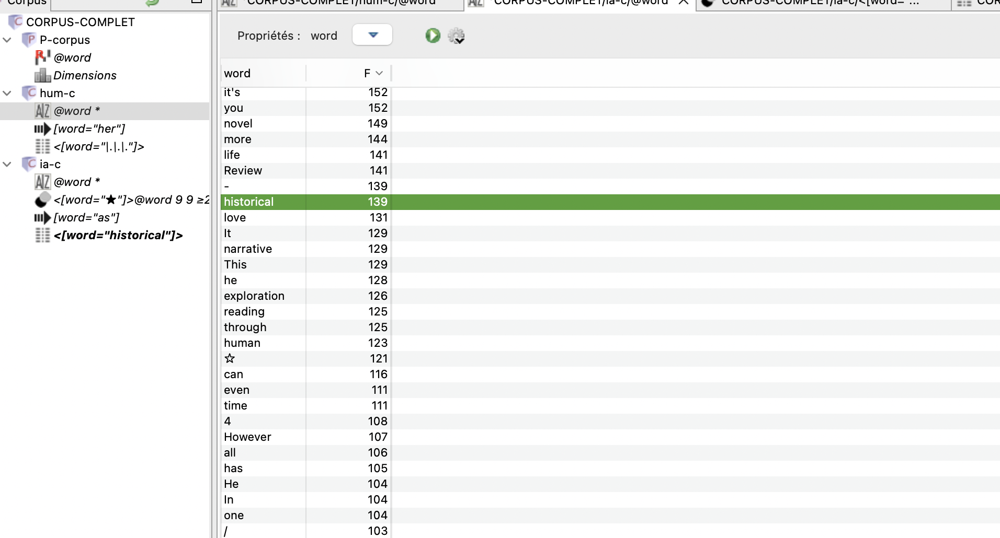 Corpus
CORPUS-COMPLET
P-corpus
@word
Dimensions
hum-c
@word *
[word="her"]
<[word="\.\.\."]>
ia-c
@word *
<[word="★"]>@word 9 9 ≥2
[word="as"]
<[word="historical"]>
*CORPUS-COMPLET/hum-c/@word
*CORPUS-COMPLET/ia-c/@word
CORPUS-COMPLET/ia-c/<[word=" ...
COR
Propriétés : word
word F
it's 152
you 152
novel 149
more 144
life 141
Review 141
- 139
historical 139
love 131
It 129
narrative 129
This 129
he 128
exploration 126
reading 125
through 125
human 123
☆ 121
can 116
even 111
time 111
4 108
However 107
all 106
has 105
He 104
In 104
one 104
/ 103